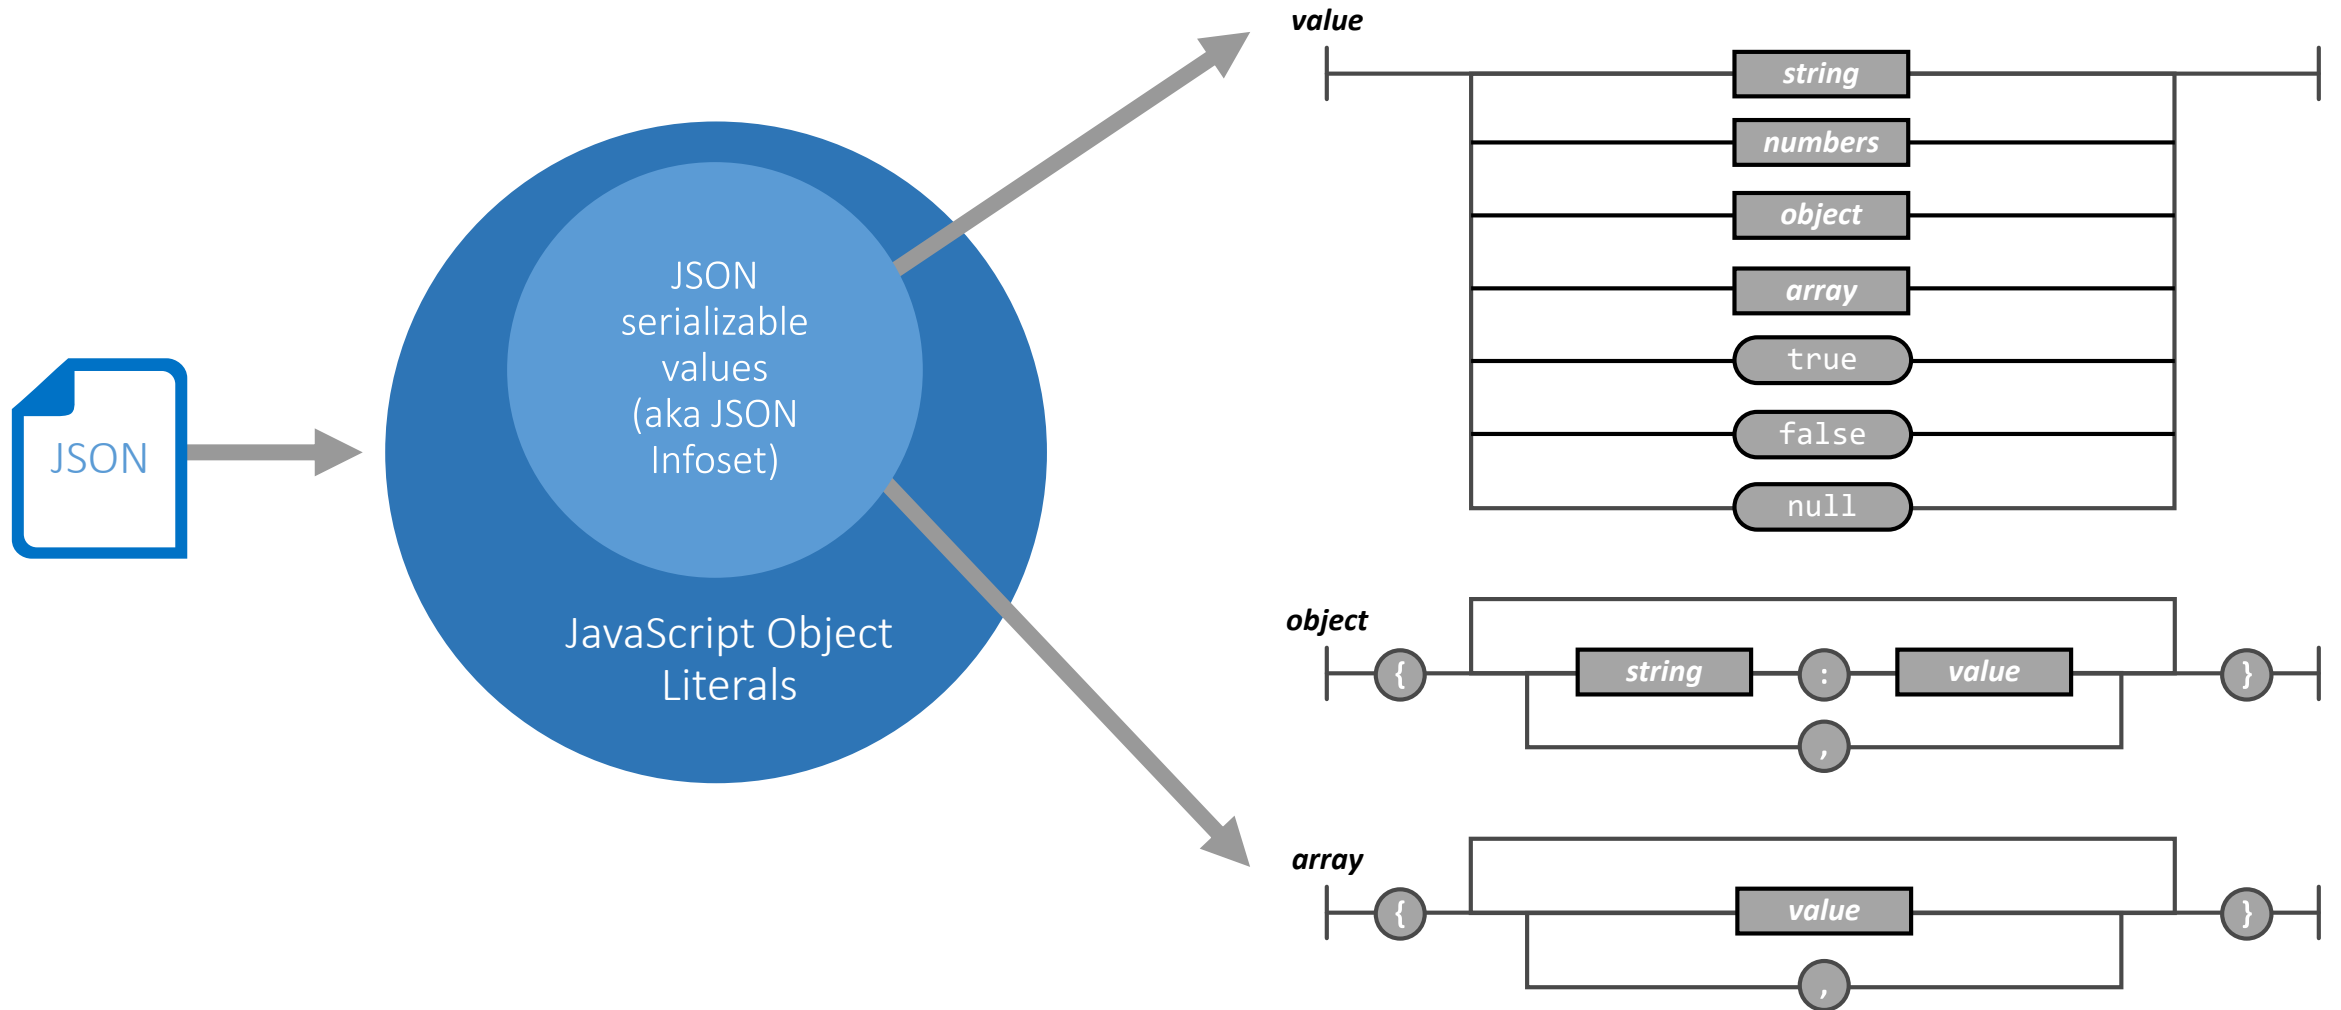 JSON
JSON
serializable
values
(aka JSON
Infoset)
JavaScript Object
Literals
value
string
numbers
object
array
true
false
null
object
{ string : value }
,
array
{ value }
,